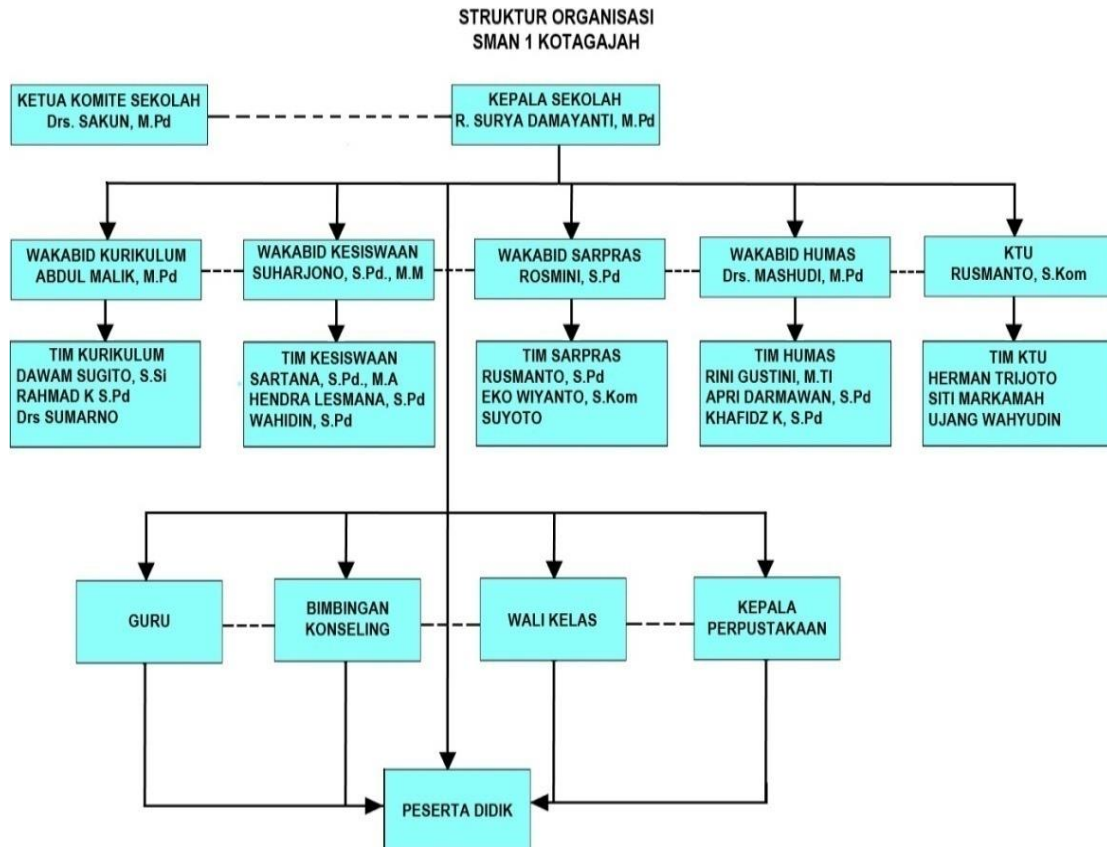 STRUKTUR ORGANISASI
SMAN 1 KOTAGAJAH
KETUA KOMITE SEKOLAH
Drs. SAKUN, M.Pd
KEPALA SEKOLAH
R. SURYA DAMAYANTI, M.Pd
WAKABID KURIKULUM
ABDUL MALIK, M.Pd
WAKABID KESISWAAN
SUHARJONO, S.Pd., M.M
WAKABID SARPRAS
ROSMINI, S.Pd
WAKABID HUMAS
Drs. MASHUDI, M.Pd
KTU
RUSMANTO, S.Kom
TIM KURIKULUM
DAWAM SUGITO, S.Si
RAHMAD K S.Pd
Drs SUMARNO
TIM KESISWAAN
SARTANA, S.Pd., M.A
HENDRA LESMANA, S.Pd
WAHIDIN, S.Pd
TIM SARPRAS
RUSMANTO, S.Pd
EKO WIYANTO, S.Kom
SUYOTO
TIM HUMAS
RINI GUSTINI, M.TI
APRI DARMAWAN, S.Pd
KHAFIDZ K, S.Pd
TIM KTU
HERMAN TRIJOTO
SITI MARKAMAH
UJANG WAHYUDIN
GURU
BIMBINGAN
KONSELING
WALI KELAS
KEPALA
PERPUSTAKAAN
PESERTA DIDIK